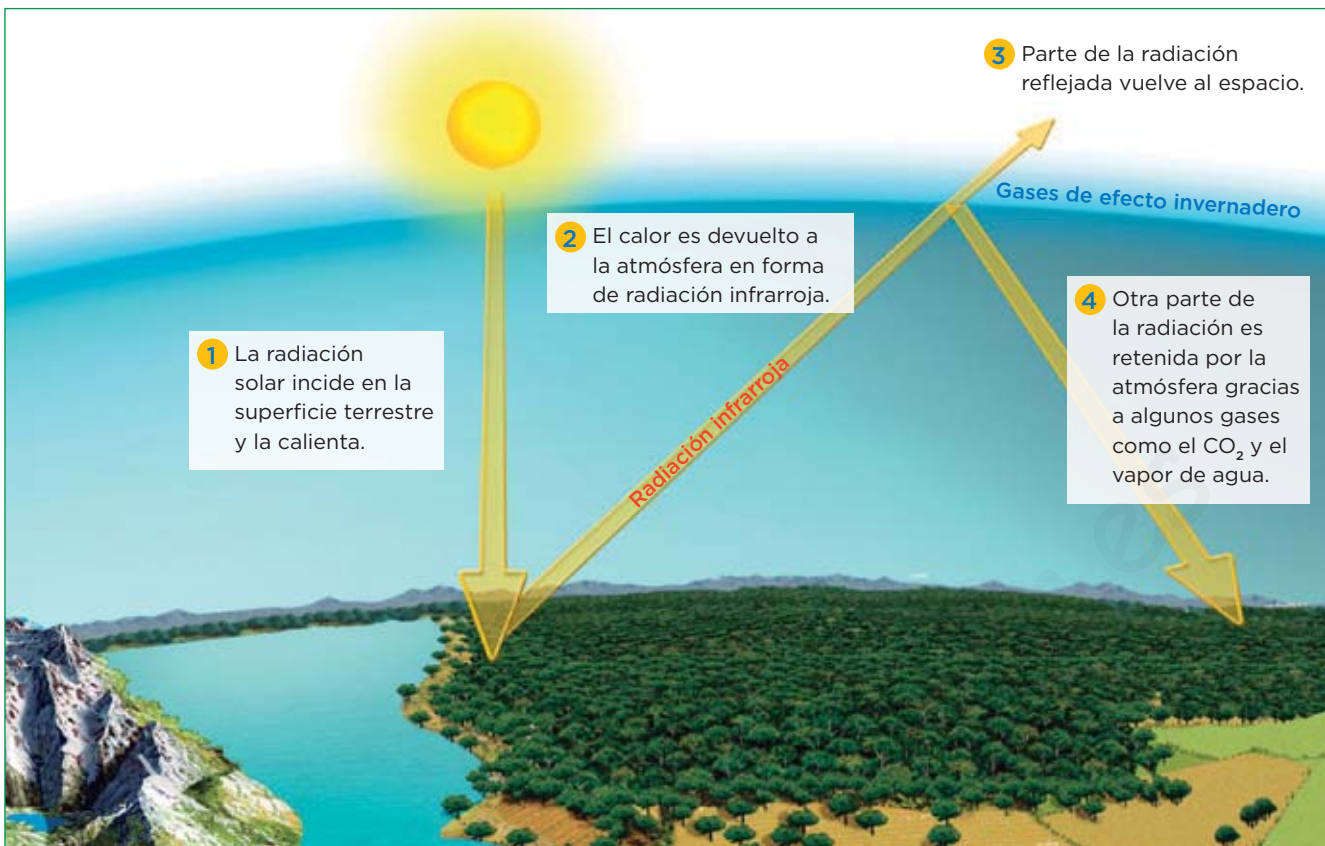 1 La radiación
solar incide en la
superficie terrestre
y la calienta.
2 El calor es devuelto a
la atmósfera en forma
de radiación infrarroja.
Radiación infrarroja
3 Parte de la radiación
reflejada vuelve al espacio.
Gases de efecto invernadero
4 Otra parte de
la radiación es
retenida por la
atmósfera gracias
a algunos gases
como el CO₂ y el
vapor de agua.